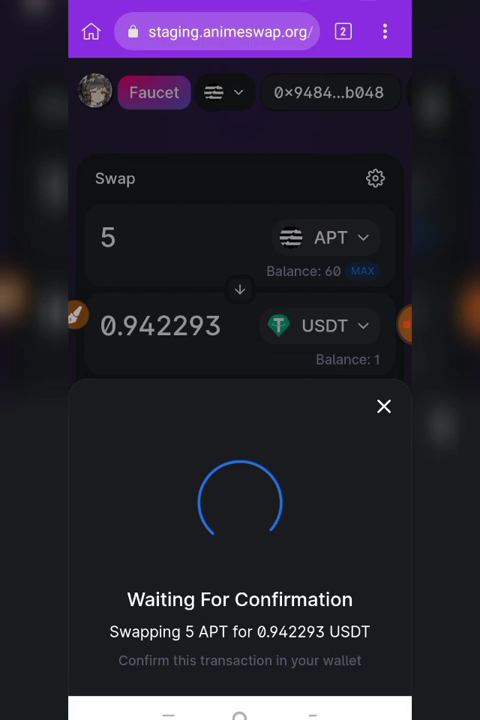 staging.animeswap.org/
2
Faucet
0×9484...b048
Swap
5
APT
Balance: 60 MAX
0.942293
USDT
Balance: 1
Waiting For Confirmation
Swapping 5 APT for 0.942293 USDT
Confirm this transaction in your wallet